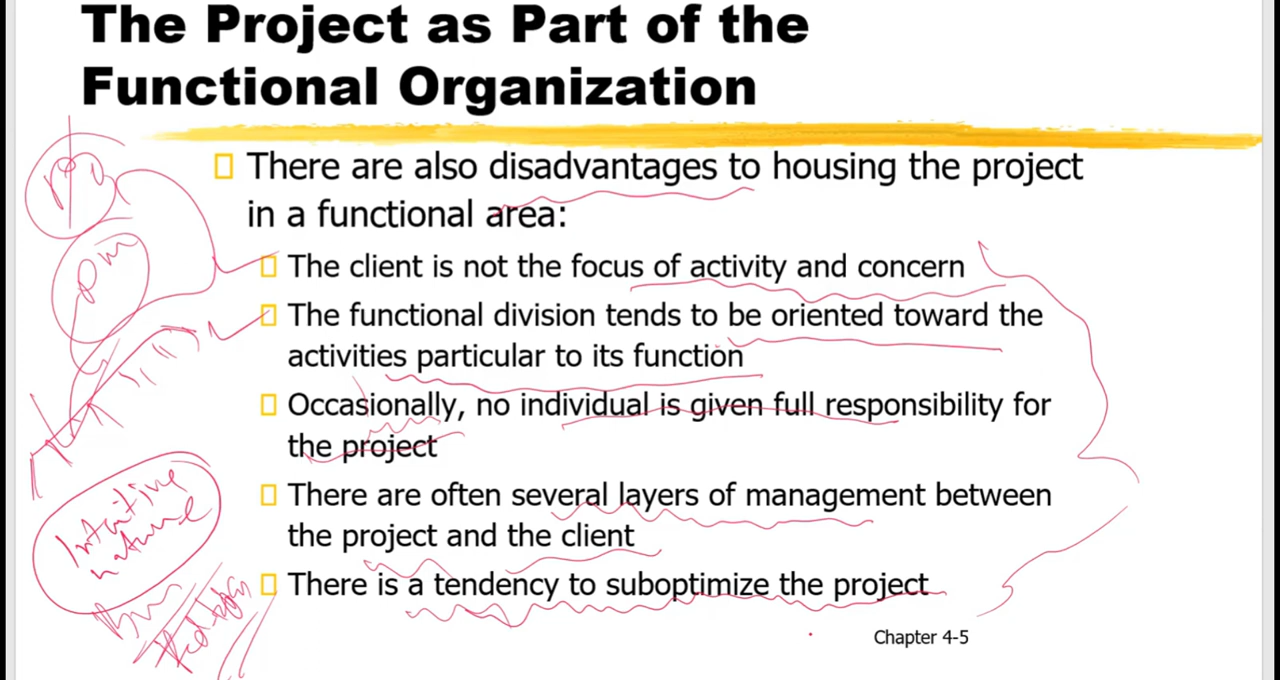 The Project as Part of the
Functional Organization
There are also disadvantages to housing the project
in a functional area:
The client is not the focus of activity and concern
The functional division tends to be oriented toward the
activities particular to its function
Occasionally, no individual is given full responsibility for
the project
There are often several layers of management between
the project and the client
There is a tendency to suboptimize the project
Chapter 4-5
PM
nature